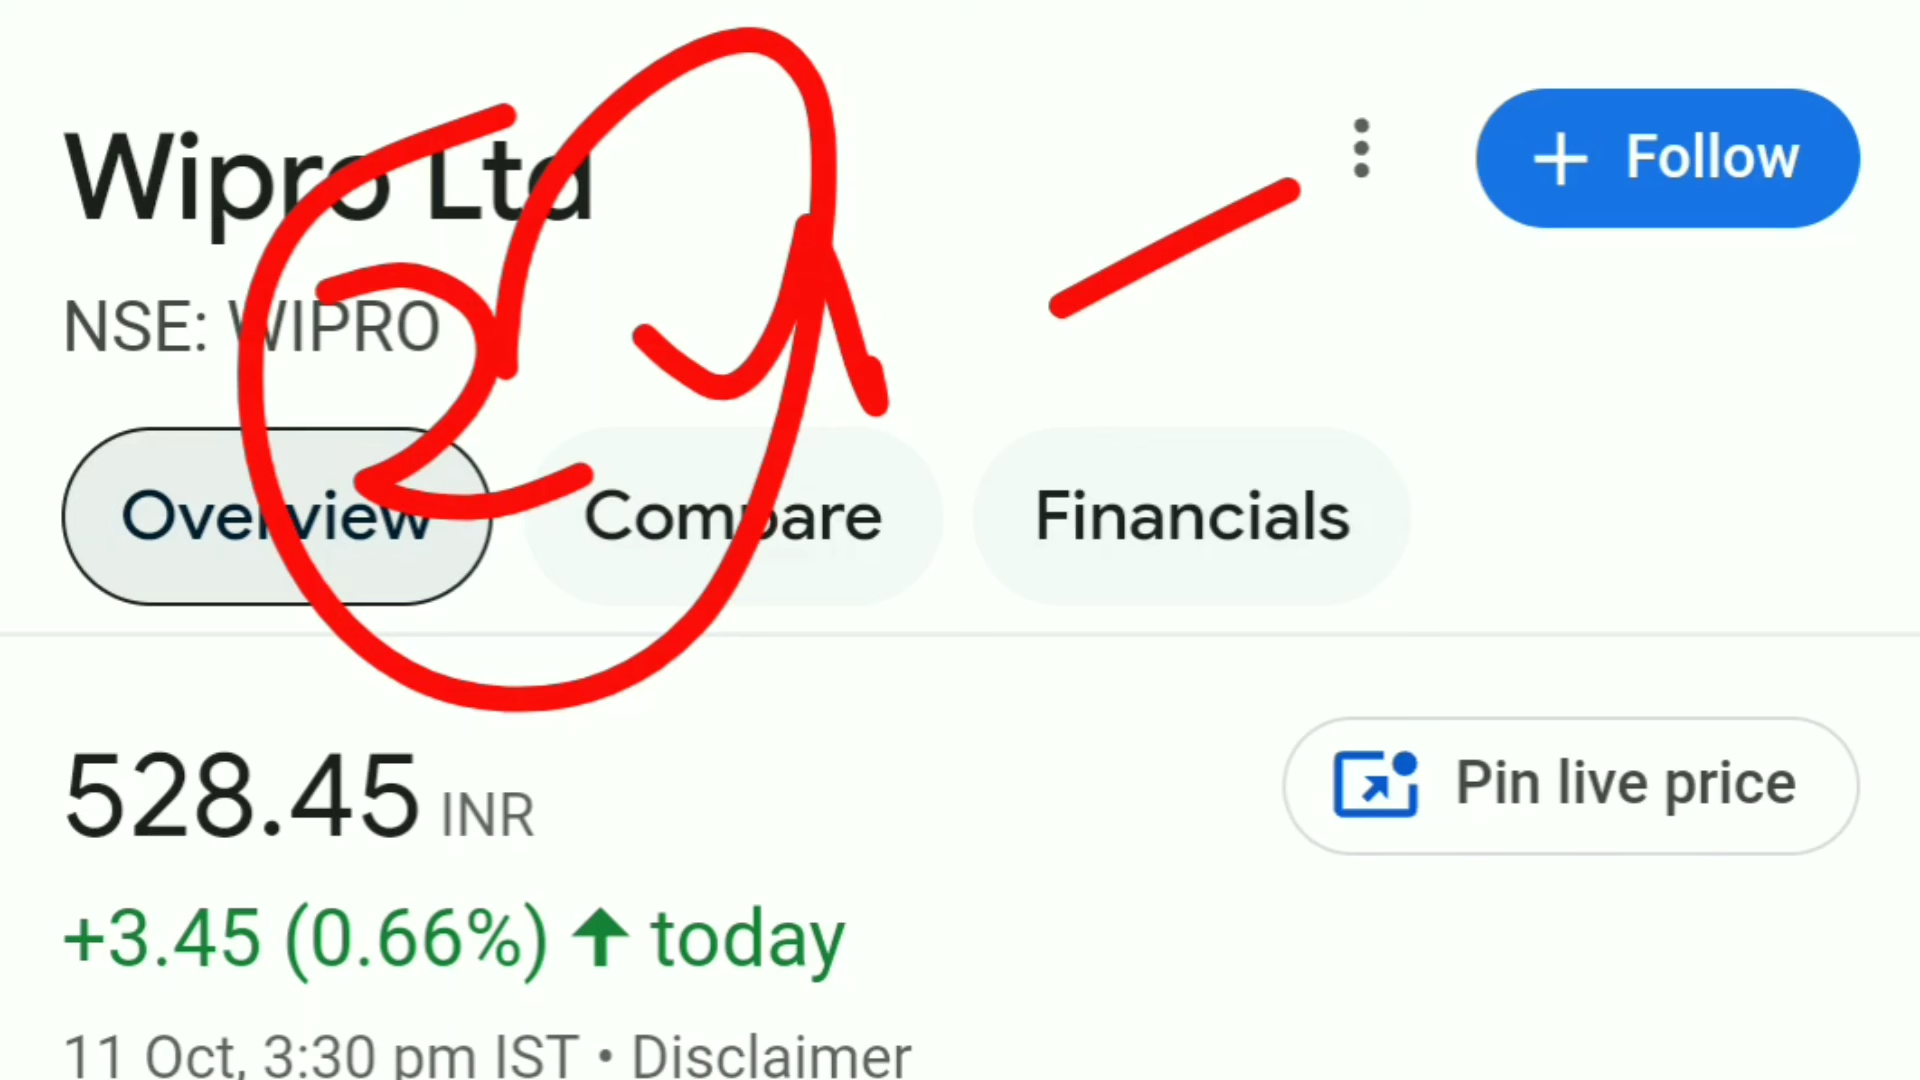 Wipro Ltd
+ Follow
NSE: WIPRO
Overview Compare Financials
528.45 INR
Pin live price
+3.45 (0.66%) ↑ today
11 Oct, 3:30 pm IST • Disclaimer